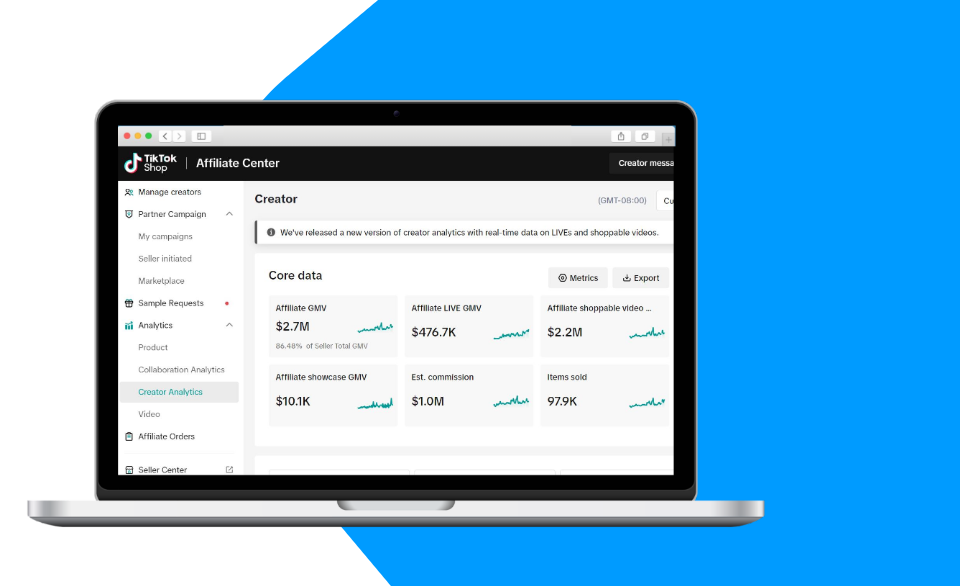 TikTok
Shop
Affiliate Center
Creator messa
Manage creators
Partner Campaign
My campaigns
Seller initiated
Marketplace
Sample Requests
Analytics
Product
Collaboration Analytics
Creator Analytics
Video
Affiliate Orders
Seller Center
Creator
(GMT-08:00)
Cu
We've released a new version of creator analytics with real-time data on LIVEs and shoppable videos.
Core data
Metrics
Export
Affiliate GMV
$2.7M
86.48% of Seller Total GMV
Affiliate LIVE GMV
$476.7K
Affiliate shoppable video ...
$2.2M
Affiliate showcase GMV
$10.1K
Est. commission
$1.0M
Items sold
97.9K